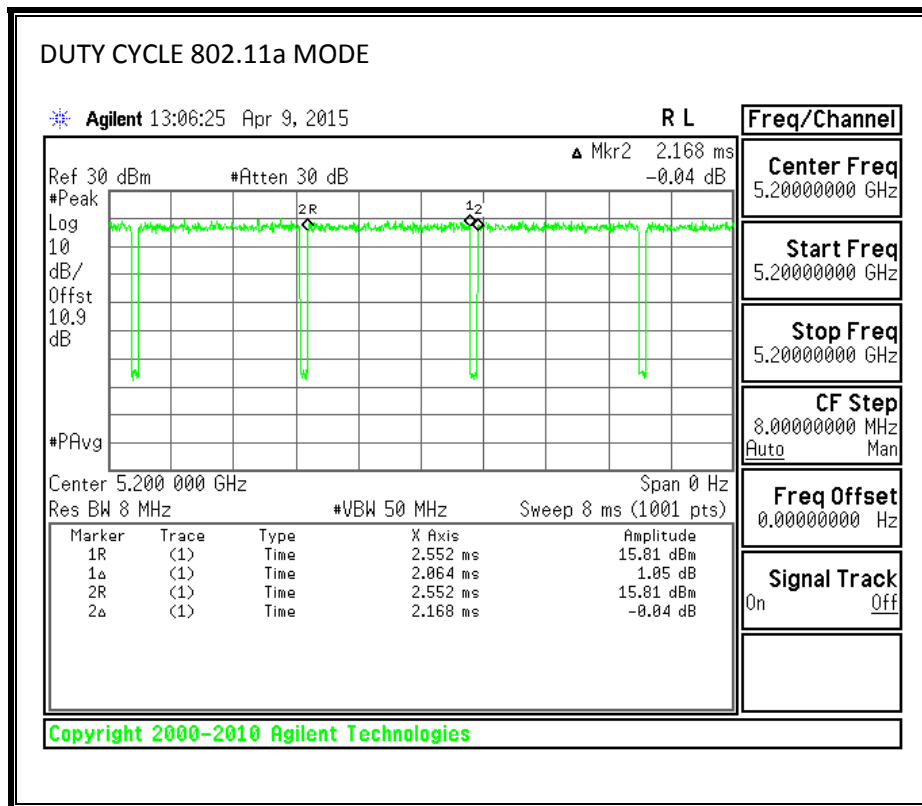 DUTY CYCLE 802.11a MODE
Agilent 13:06:25 Apr 9, 2015 R L
Freq/Channel
Δ Mkr2 2.168 ms
Ref 30 dBm #Atten 30 dB -0.04 dB
#Peak
Log
10
dB/
Offst
10.9
dB
2R
1
2
#PAvg
Center 5.200 000 GHz Span 0 Hz
Res BW 8 MHz #VBW 50 MHz Sweep 8 ms (1001 pts)
Marker Trace Type X Axis Amplitude
1R (1) Time 2.552 ms 15.81 dBm
1Δ (1) Time 2.064 ms 1.05 dB
2R (1) Time 2.552 ms 15.81 dBm
2Δ (1) Time 2.168 ms -0.04 dB
Center Freq
5.20000000 GHz
Start Freq
5.20000000 GHz
Stop Freq
5.20000000 GHz
CF Step
8.00000000 MHz
Auto Man
Freq Offset
0.00000000 Hz
Signal Track
On Off
Copyright 2000-2010 Agilent Technologies